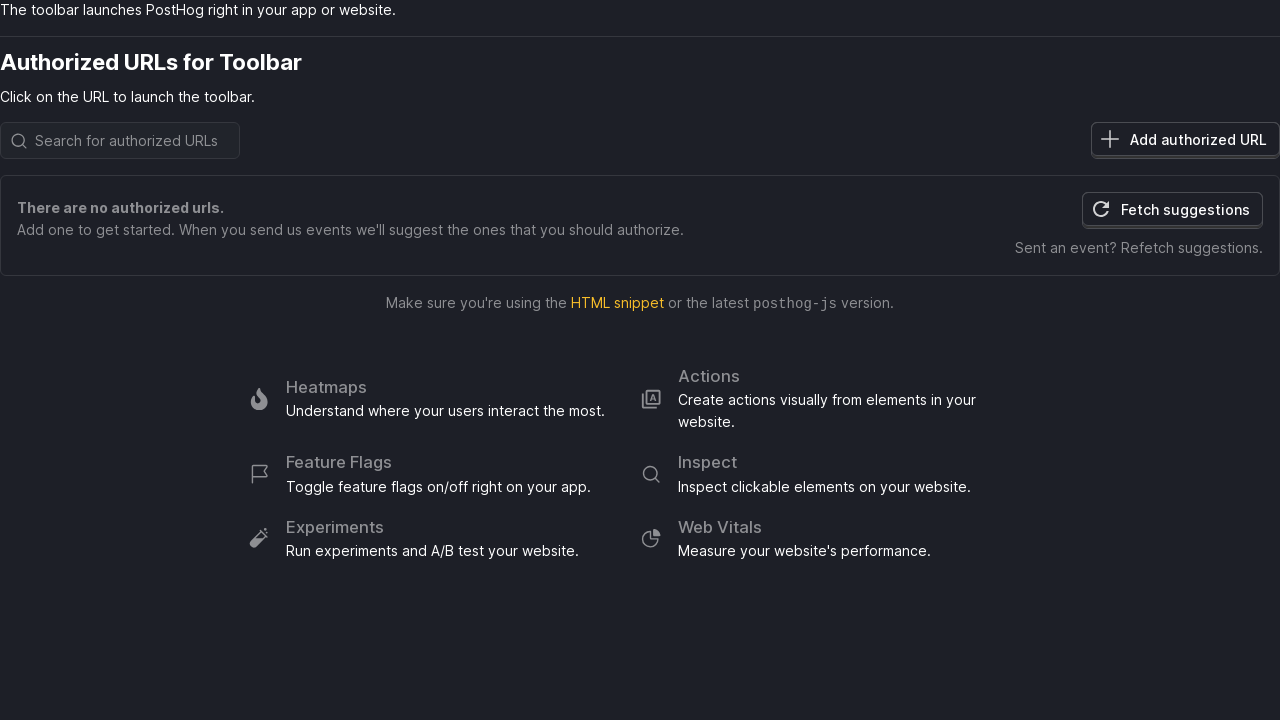 The toolbar launches PostHog right in your app or website.
Authorized URLs for Toolbar
Click on the URL to launch the toolbar.
Search for authorized URLs
Add authorized URL
There are no authorized urls.
Add one to get started. When you send us events we'll suggest the ones that you should authorize.
Fetch suggestions
Sent an event? Refetch suggestions.
Make sure you're using the HTML snippet or the latest posthog-js version.
Heatmaps
Understand where your users interact the most.
Actions
Create actions visually from elements in your
website.
Feature Flags
Toggle feature flags on/off right on your app.
Inspect
Inspect clickable elements on your website.
Experiments
Run experiments and A/B test your website.
Web Vitals
Measure your website's performance.